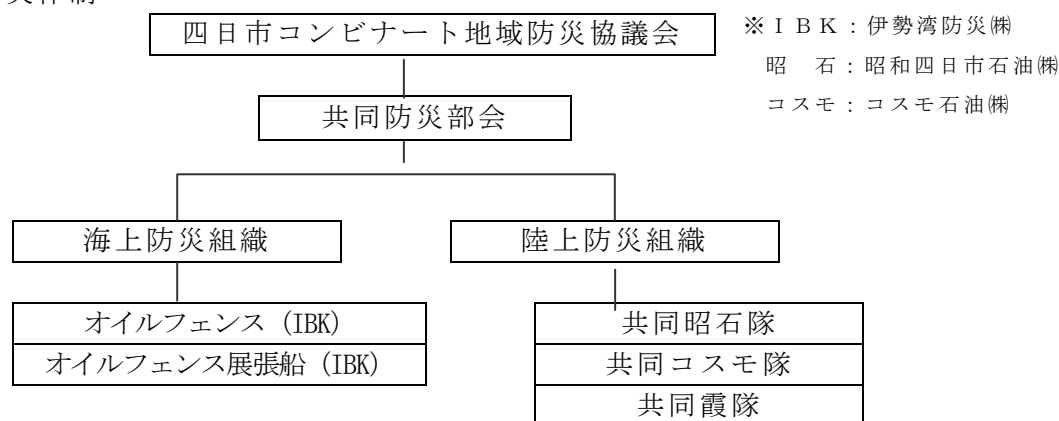 四日市コンビナート地域防災協議会
※ＩＢＫ：伊勢湾防災㈱
昭　石：昭和四日市石油㈱
コスモ：コスモ石油㈱
共同防災部会
海上防災組織
陸上防災組織
オイルフェンス（IBK）
オイルフェンス展張船（IBK）
共同昭石隊
共同コスモ隊
共同霞隊